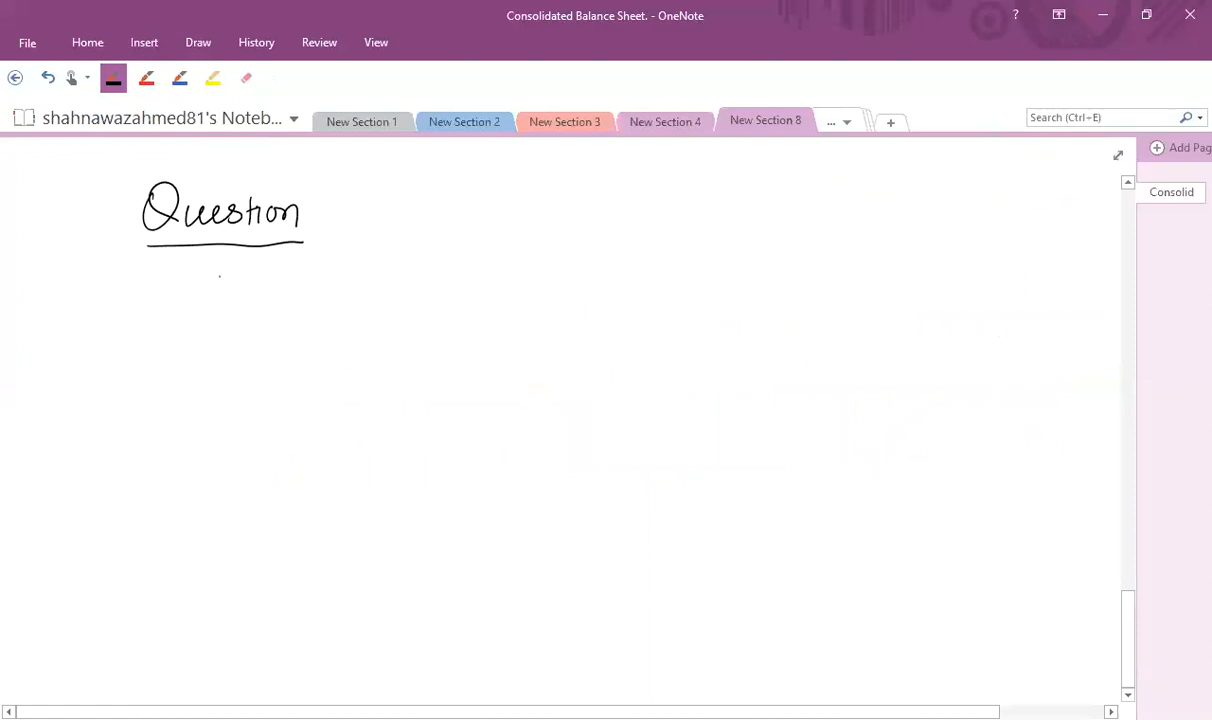 Consolidated Balance Sheet. - OneNote
?
File Home Insert Draw History Review View
shahnawazahmed81's Noteb... New Section 1 New Section 2 New Section 3 New Section 4 New Section 8 ... Search (Ctrl+E)
Add Pag
Consolid
Question